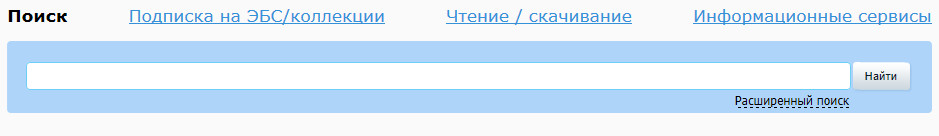 Поиск Подписка на ЭБС/коллекции Чтение / скачивание Информационные сервисы
Найти
Расширенный поиск